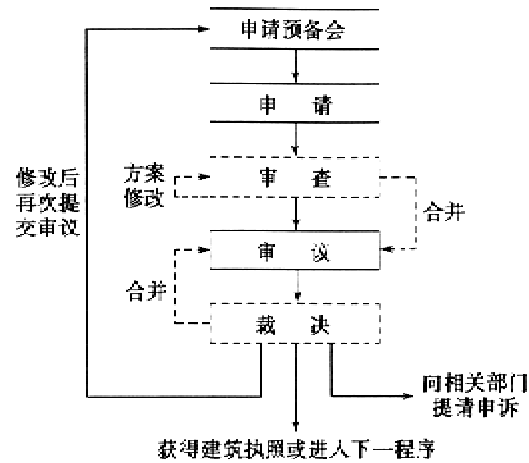 申请预备会
申 请
方案
修改
审 查
修改后
再次提
交审议
合并
审 议
合并
裁 决
向相关部门
提请申诉
获得建筑执照或进入下一程序